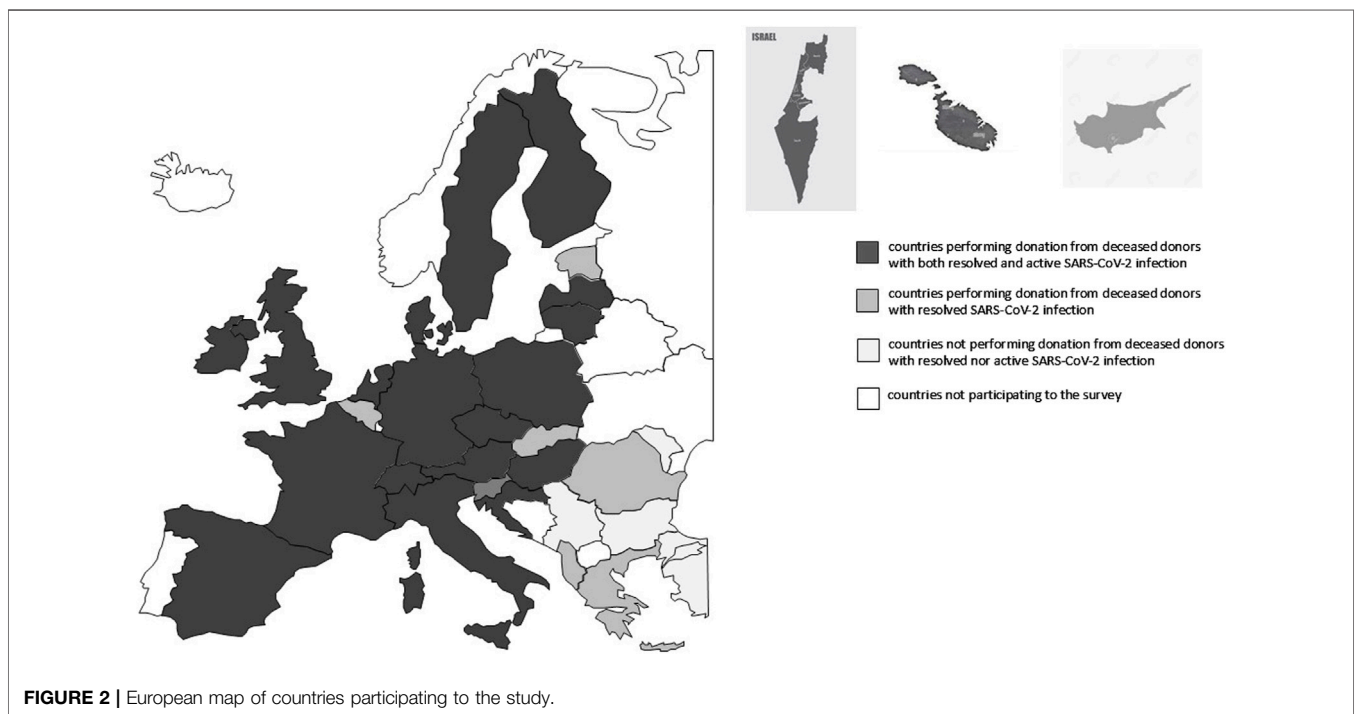 ISRAEL
countries performing donation from deceased donors
with both resolved and active SARS-CoV-2 infection
countries performing donation from deceased donors
with resolved SARS-CoV-2 infection
countries not performing donation from deceased donors
with resolved nor active SARS-CoV-2 infection
countries not participating to the survey
FIGURE 2 | European map of countries participating to the study.